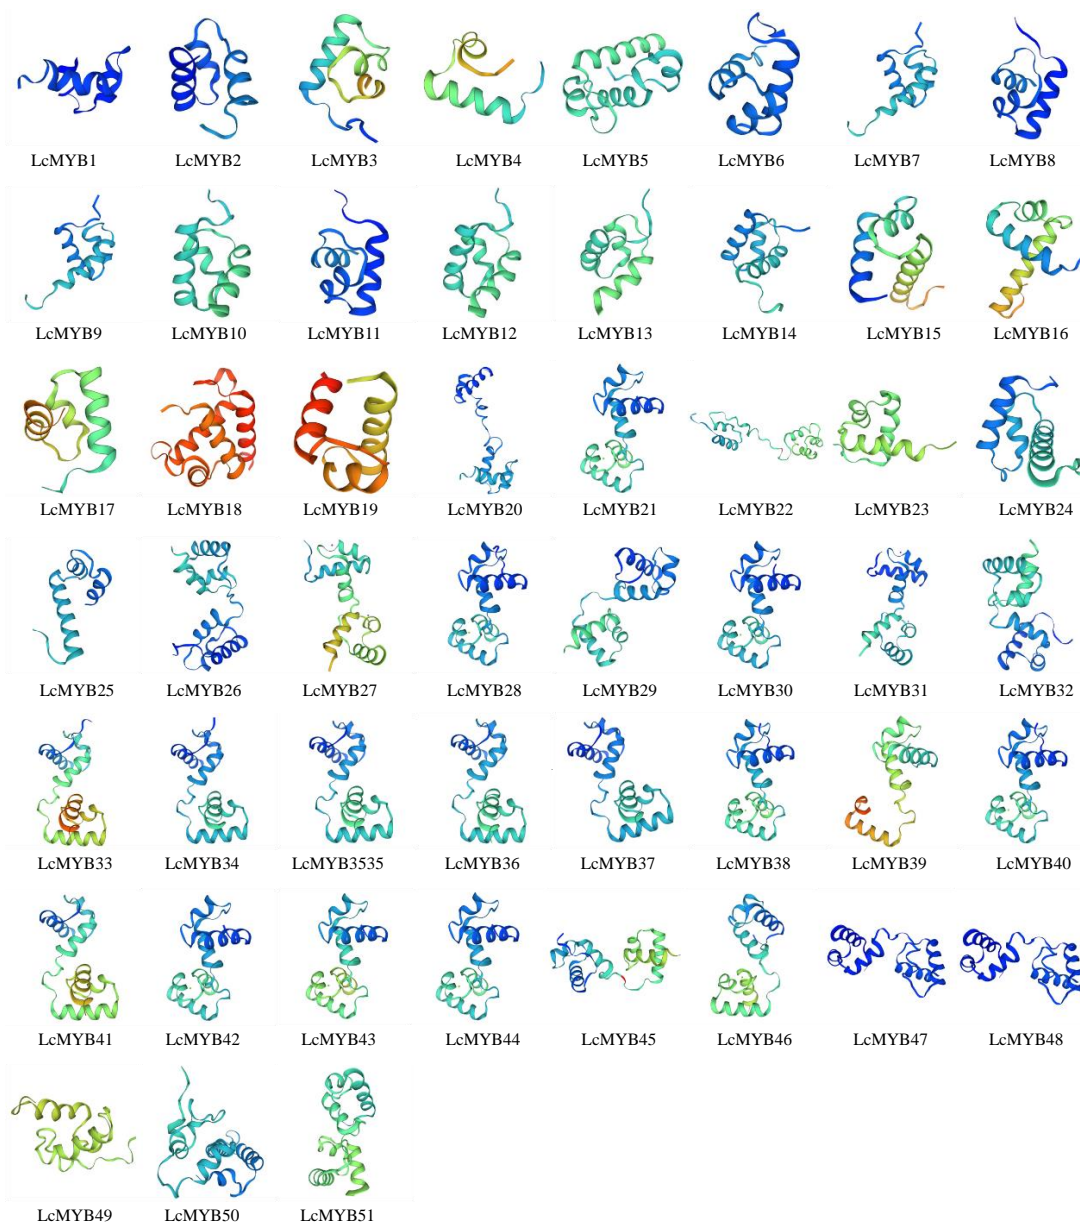 LcMYB1 LcMYB2 LcMYB3 LcMYB4 LcMYB5 LcMYB6 LcMYB7 LcMYB8
LcMYB9 LcMYB10 LcMYB11 LcMYB12 LcMYB13 LcMYB14 LcMYB15 LcMYB16
LcMYB17 LcMYB18 LcMYB19 LcMYB20 LcMYB21 LcMYB22 LcMYB23 LcMYB24
LcMYB25 LcMYB26 LcMYB27 LcMYB28 LcMYB29 LcMYB30 LcMYB31 LcMYB32
LcMYB33 LcMYB34 LcMYB3535 LcMYB36 LcMYB37 LcMYB38 LcMYB39 LcMYB40
LcMYB41 LcMYB42 LcMYB43 LcMYB44 LcMYB45 LcMYB46 LcMYB47 LcMYB48
LcMYB49 LcMYB50 LcMYB51